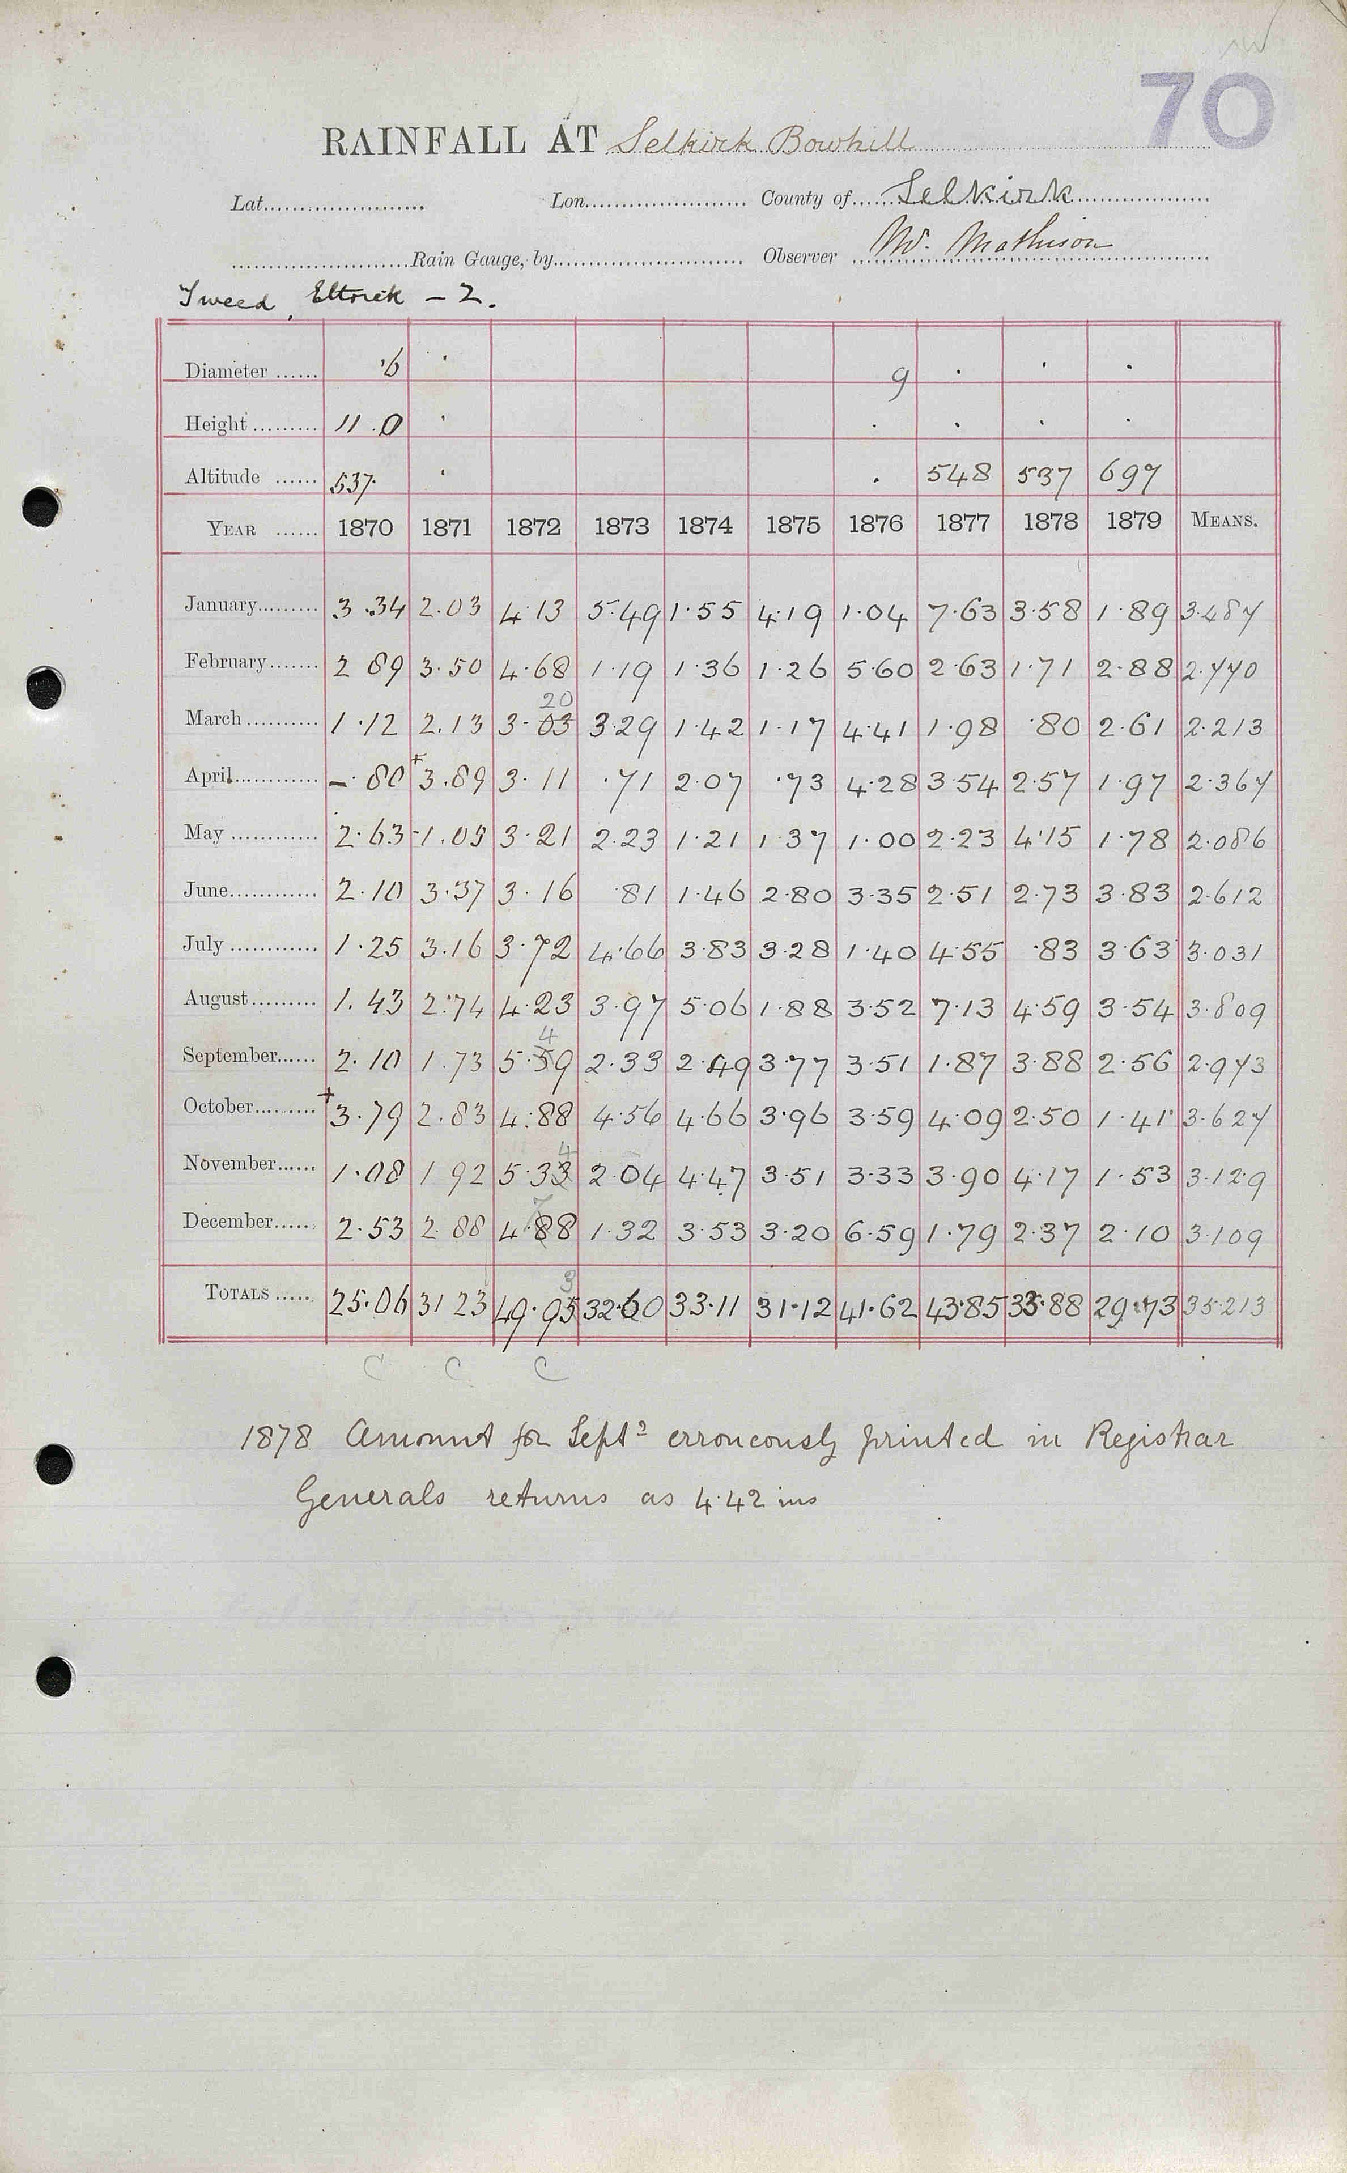 70
RAINFALL AT Selkirk Bowhill
Lat. Lon. County of Selkirk
Rain Gauge, by Observer W. Mathison
Tweed, Ettrick – 2.
Diameter ...... ·6 9
Height ......... 11.0
Altitude ...... 537 548 537 697
YEAR ...... 1870 1871 1872 1873 1874 1875 1876 1877 1878 1879 MEANS.
January ......... 3.34 2.03 4.13 5.49 1.55 4.19 1.04 7.63 3.58 1.89 3.487
February ....... 2 89 3.50 4.68 1.19 1.36 1.26 5.60 2.63 1.71 2.88 2.770
20
March .......... 1.12 2.13 3.03 3.29 1.42 1.17 4.41 1.98 .80 2.61 2.213
April ............ –.80 +3.89 3.11 .71 2.07 .73 4.28 3.54 2.57 1.97 2.367
May ............ 2.63 1.05 3.21 2.23 1.21 1.37 1.00 2.23 4.15 1.78 2.086
June ............ 2.10 3.37 3.16 .81 1.46 2.80 3.35 2.51 2.73 3.83 2.612
July ............ 1.25 3.16 3.72 4.66 3.83 3.28 1.40 4.55 .83 3.63 3.031
August ......... 1.43 2.74 4.23 3.97 5.06 1.88 3.52 7.13 4.59 3.54 3.809
4
September ...... 2.10 1.73 5.59 2.33 2.49 3.77 3.51 1.87 3.88 2.56 2.973
October ......... +3.79 2.83 4.88 4.56 4.66 3.96 3.59 4.09 2.50 1.41 3.627
4
November ...... 1.08 1 92 5.33 2.04 4.47 3.51 3.33 3.90 4.17 1.53 3.129
7
December ...... 2.53 2 88 4.88 1.32 3.53 3.20 6.59 1.79 2.37 2.10 3.109
3
TOTALS ...... 25.06 31 23 49.95 32.60 33.11 31.12 41.62 43.85 33.88 29.73 35.213
C C C
1878 Amount for Sept^r erroneously printed in Registrar
Generals returns as 4.42 ins